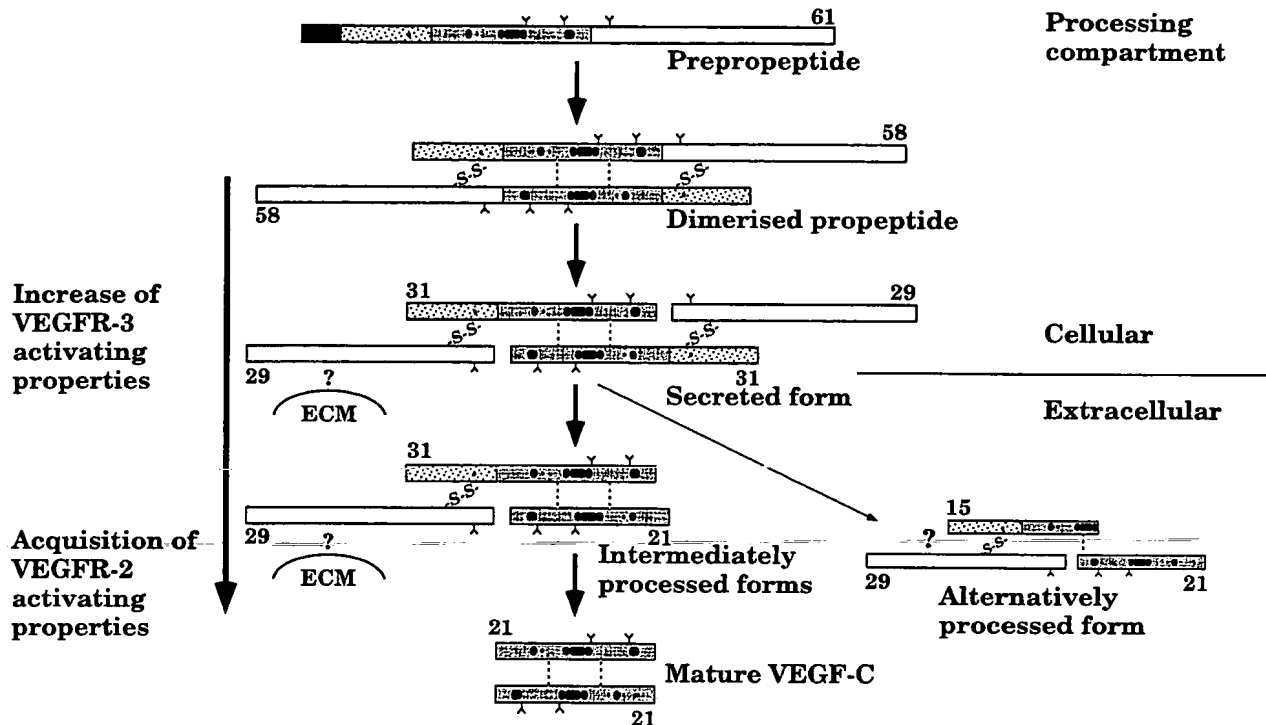 61
Processing
compartment
Prepropeptide
58
-S-S-
-S-S-
58
Dimerised propeptide
Increase of
VEGFR-3
activating
properties
31
29
-S-S-
-S-S-
29
31
Cellular
?
ECM
Secreted form
Extracellular
31
-S-S-
29
21
?
ECM
Intermediately
processed forms
Acquisition of
VEGFR-2
activating
properties
15
?
S-S-
29
21
Alternatively
processed form
21
Mature VEGF-C
21